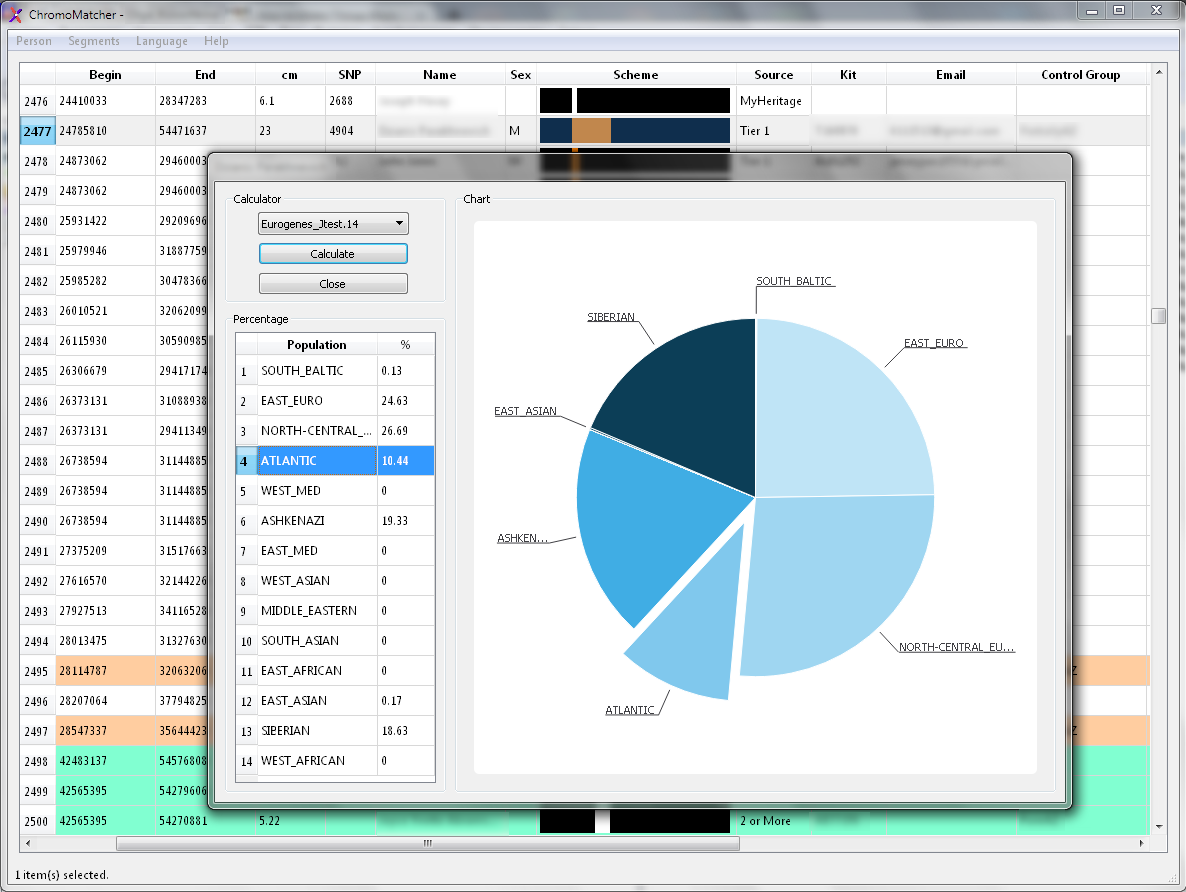 ChromoMatcher -
Person Segments Language Help
Begin End cm SNP Name Sex Scheme Source Kit Email Control Group
2476 24410033 28347283 6.1 2688 MyHeritage
2477 24785810 54471637 23 4904 M Tier 1
2478 24873062 29460003
2479 24873062 29460003
2480 25931422 29209696
2481 25979946 31887759
2482 25985282 30478366
2483 26010521 32062099
2484 26115930 30590985
2485 26306679 29417174
2486 26373131 31088938
2487 26373131 29411349
2488 26738594 31144885
2489 26738594 31144885
2490 26738594 31144885
2491 27375209 31517663
2492 27616570 32144226
2493 27927513 34116528
2494 28013475 31327630
2495 28114787 32063206 Z
2496 28207064 37794825
2497 28547337 35644423 Z
2498 42483137 54576808
2499 42565395 54279606
2500 42565395 54270881 5.22 2 or More
1 item(s) selected.
Calculator
Eurogenes_Jtest.14
Calculate
Close
Percentage
Population %
1 SOUTH_BALTIC 0.13
2 EAST_EURO 24.63
3 NORTH-CENTRAL_... 26.69
4 ATLANTIC 10.44
5 WEST_MED 0
6 ASHKENAZI 19.33
7 EAST_MED 0
8 WEST_ASIAN 0
9 MIDDLE_EASTERN 0
10 SOUTH_ASIAN 0
11 EAST_AFRICAN 0
12 EAST_ASIAN 0.17
13 SIBERIAN 18.63
14 WEST_AFRICAN 0
Chart
SOUTH_BALTIC
SIBERIAN
EAST_EURO
EAST_ASIAN
ASHKEN...
NORTH-CENTRAL_EU...
ATLANTIC